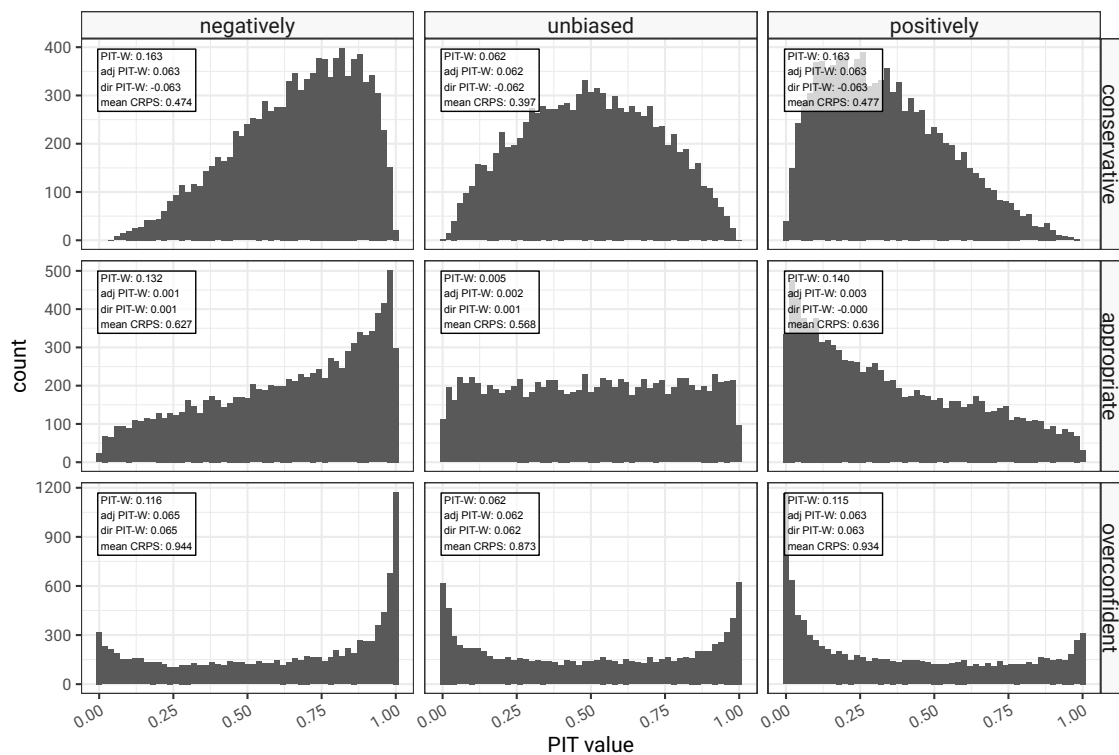 negatively
unbiased
positively
400
300
200
100
0
PIT-W: 0.163
adj PIT-W: 0.063
dir PIT-W: -0.063
mean CRPS: 0.474
PIT-W: 0.062
adj PIT-W: 0.062
dir PIT-W: -0.062
mean CRPS: 0.397
PIT-W: 0.163
adj PIT-W: 0.063
dir PIT-W: -0.063
mean CRPS: 0.477
conservative
count
500
400
300
200
100
0
PIT-W: 0.132
adj PIT-W: 0.001
dir PIT-W: 0.001
mean CRPS: 0.627
PIT-W: 0.005
adj PIT-W: 0.002
dir PIT-W: 0.001
mean CRPS: 0.568
PIT-W: 0.140
adj PIT-W: 0.003
dir PIT-W: -0.000
mean CRPS: 0.636
appropriate
1200
900
600
300
0
PIT-W: 0.116
adj PIT-W: 0.065
dir PIT-W: 0.065
mean CRPS: 0.944
PIT-W: 0.062
adj PIT-W: 0.062
dir PIT-W: 0.062
mean CRPS: 0.873
PIT-W: 0.115
adj PIT-W: 0.063
dir PIT-W: 0.063
mean CRPS: 0.934
overconfident
0.00 0.25 0.50 0.75 1.00
0.00 0.25 0.50 0.75 1.00
0.00 0.25 0.50 0.75 1.00
PIT value